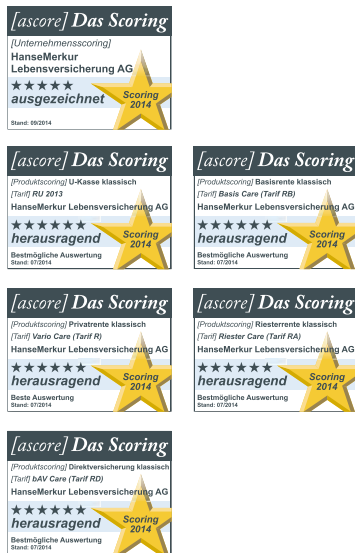 [ascore] Das Scoring
[Unternehmensscoring]
HanseMerkur
Lebensversicherung AG
★★★★★
ausgezeichnet
Scoring
2014
Stand: 09/2014
[ascore] Das Scoring
[Produktscoring] U-Kasse klassisch
[Tarif] RU 2013
HanseMerkur Lebensversicherung AG
★★★★★★
herausragend
Scoring
2014
Bestmögliche Auswertung
Stand: 07/2014
[ascore] Das Scoring
[Produktscoring] Basisrente klassisch
[Tarif] Basis Care (Tarif RB)
HanseMerkur Lebensversicherung AG
★★★★★★
herausragend
Scoring
2014
Bestmögliche Auswertung
Stand: 07/2014
[ascore] Das Scoring
[Produktscoring] Privatrente klassisch
[Tarif] Vario Care (Tarif R)
HanseMerkur Lebensversicherung AG
★★★★★★
herausragend
Scoring
2014
Beste Auswertung
Stand: 07/2014
[ascore] Das Scoring
[Produktscoring] Riesterrente klassisch
[Tarif] Riester Care (Tarif RA)
HanseMerkur Lebensversicherung AG
★★★★★★
herausragend
Scoring
2014
Bestmögliche Auswertung
Stand: 07/2014
[ascore] Das Scoring
[Produktscoring] Direktversicherung klassisch
[Tarif] bAV Care (Tarif RD)
HanseMerkur Lebensversicherung AG
★★★★★★
herausragend
Scoring
2014
Bestmögliche Auswertung
Stand: 07/2014